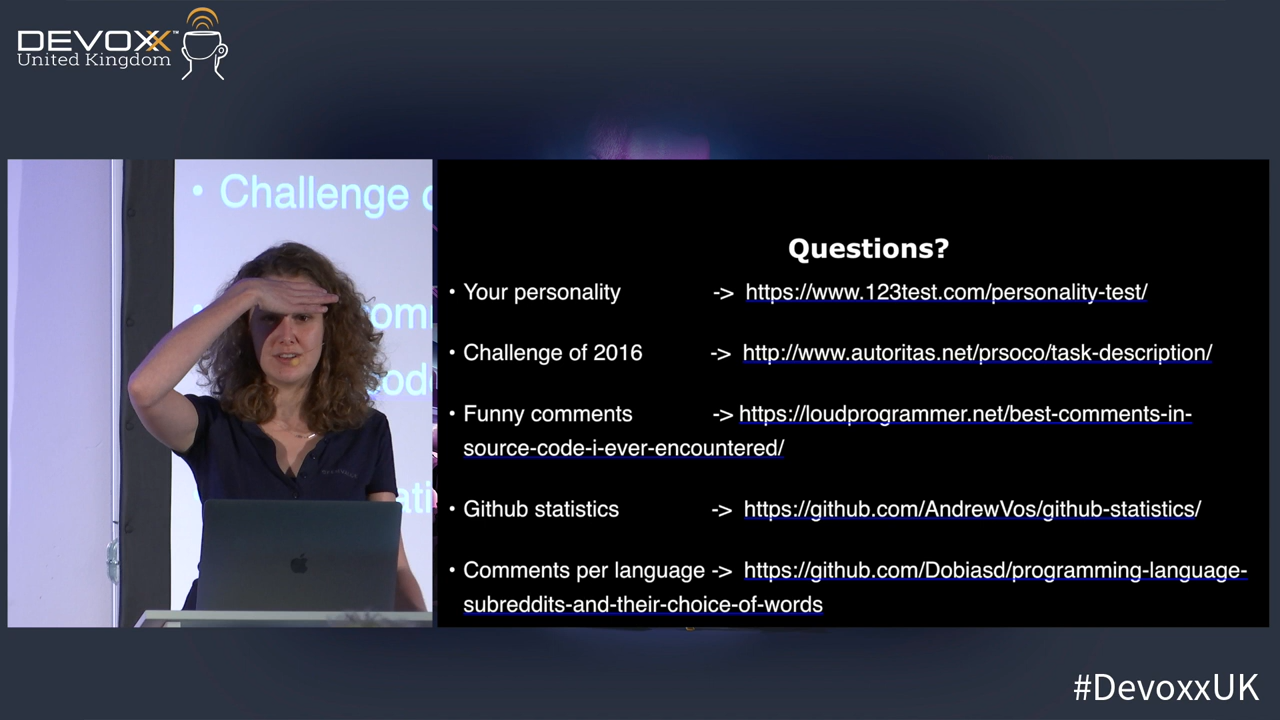 DEVOXX™
United Kingdom
Challenge
Questions?
• Your personality -> https://www.123test.com/personality-test/
• Challenge of 2016 -> http://www.autoritas.net/prsoco/task-description/
• Funny comments -> https://loudprogrammer.net/best-comments-in-
source-code-i-ever-encountered/
• Github statistics -> https://github.com/AndrewVos/github-statistics/
• Comments per language -> https://github.com/Dobiasd/programming-language-
subreddits-and-their-choice-of-words
#DevoxxUK